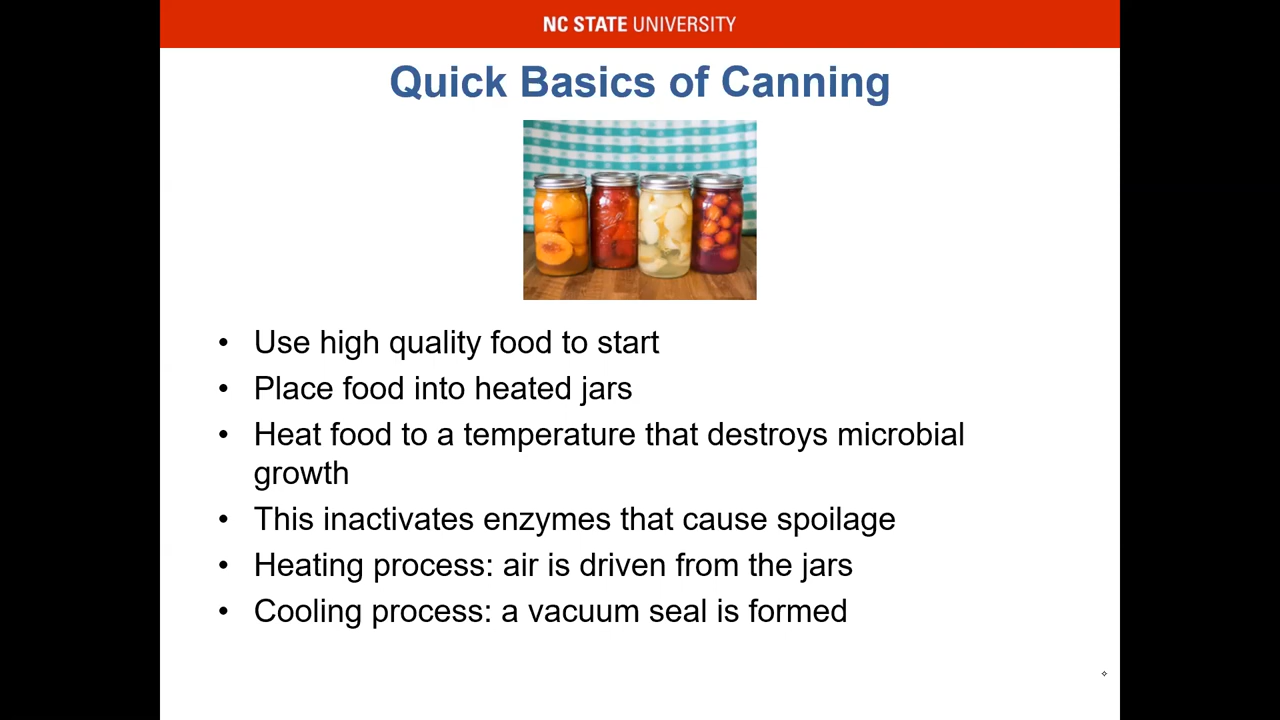 NC STATE UNIVERSITY
Quick Basics of Canning
• Use high quality food to start
• Place food into heated jars
• Heat food to a temperature that destroys microbial
growth
• This inactivates enzymes that cause spoilage
• Heating process: air is driven from the jars
• Cooling process: a vacuum seal is formed